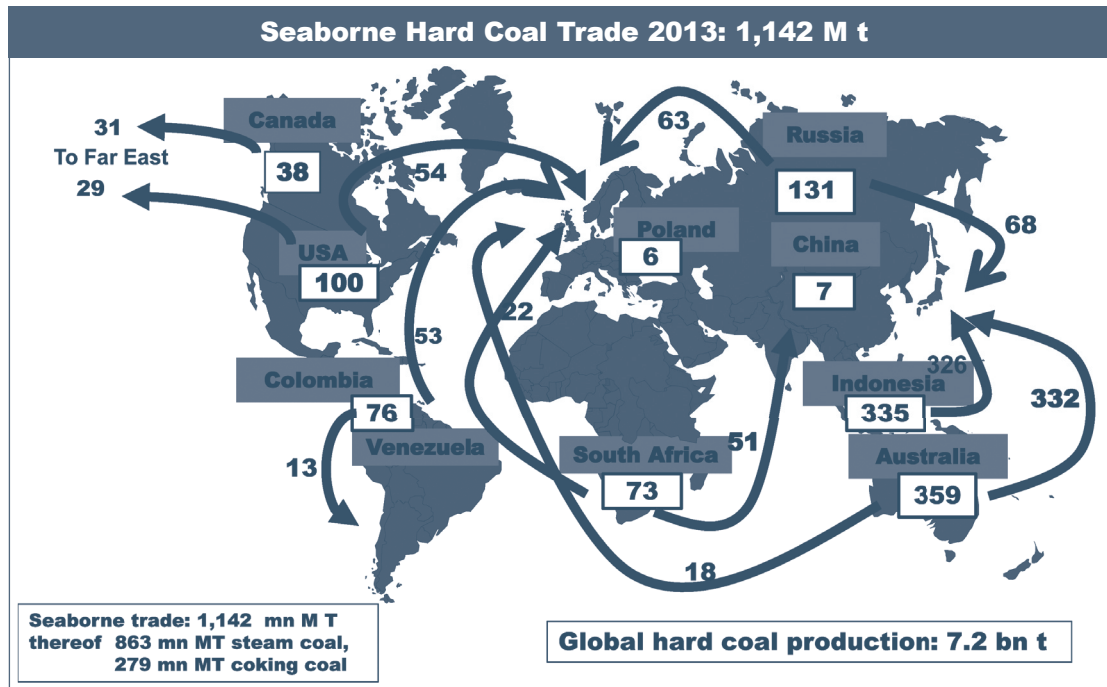 Seaborne Hard Coal Trade 2013: 1,142 M t
31
To Far East
29
Canada
38
54
63
Russia
131
68
USA
100
Poland
6
China
7
22
53
Colombia
76
Venezuela
13
326
Indonesia
335
332
51
South Africa
73
Australia
359
18
Seaborne trade: 1,142 mn M T
thereof 863 mn MT steam coal,
279 mn MT coking coal
Global hard coal production: 7.2 bn t